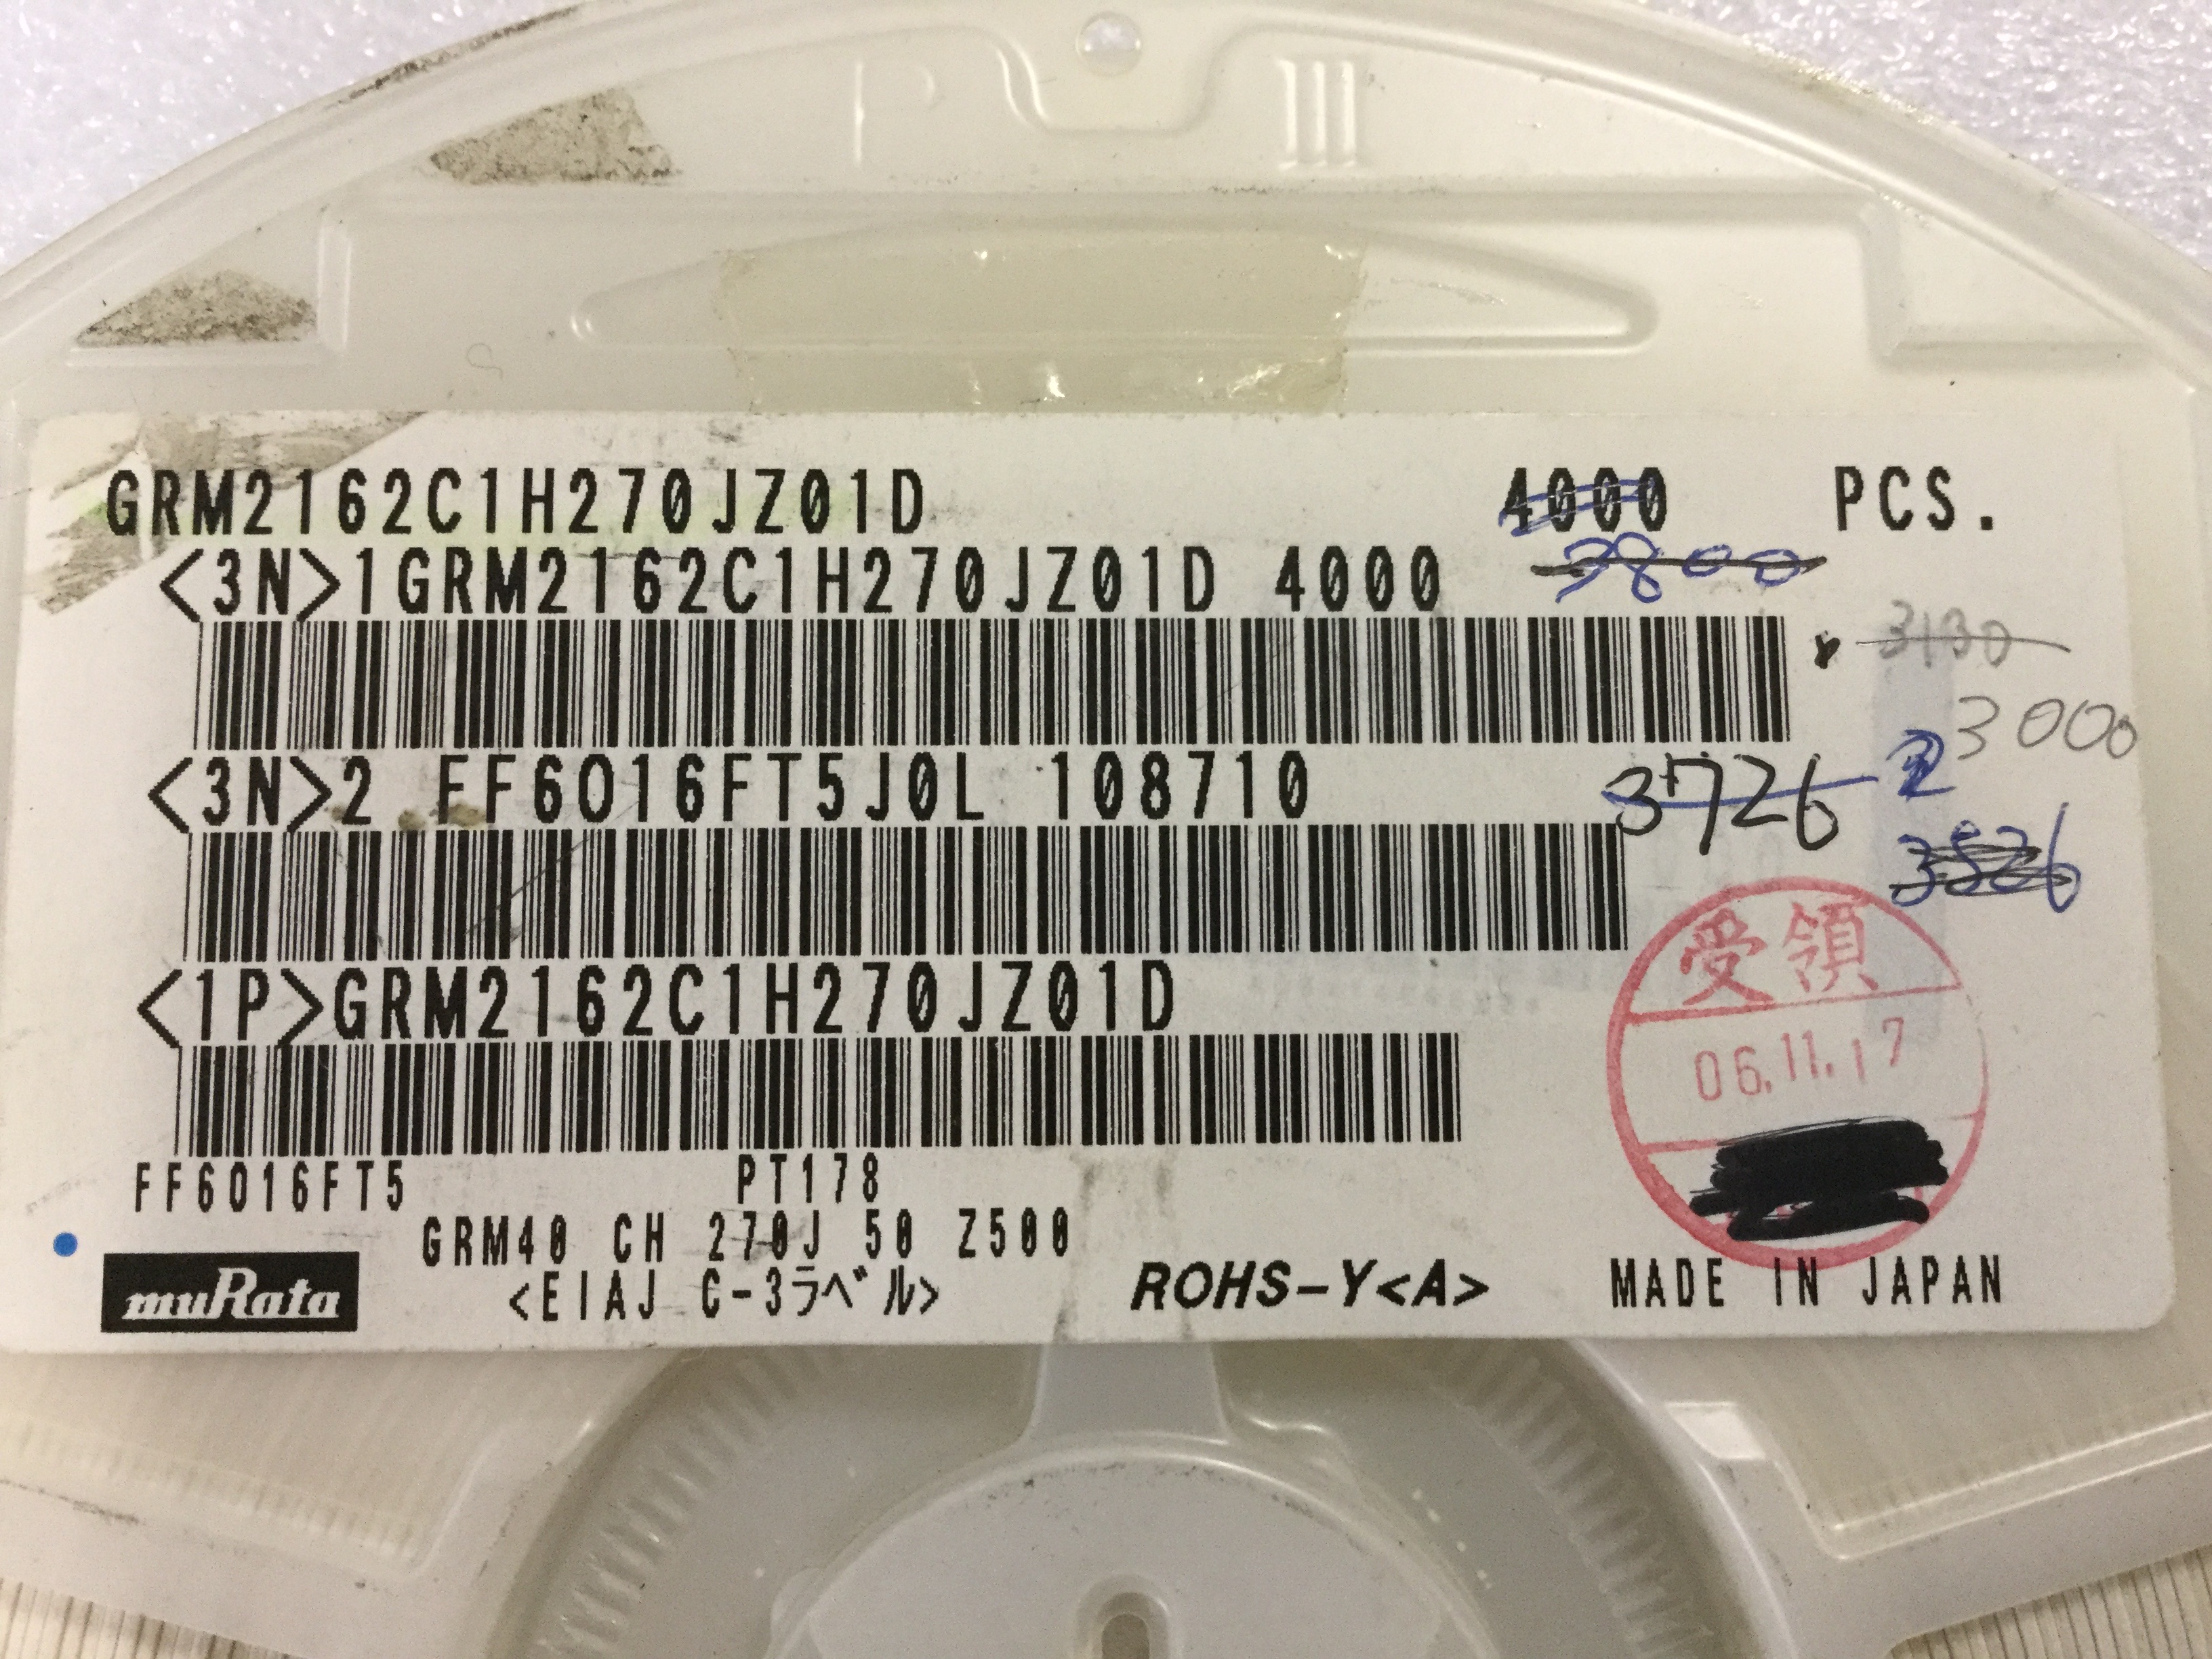 P III
GRM2162C1H270JZ01D 4000 PCS.
3800
<3N>1GRM2162C1H270JZ01D 4000
3130
3000
<3N>2 FF6016FT5J0L 108710
3726
3526
受領
<1P>GRM2162C1H270JZ01D
06.11.17
FF6016FT5 PT178
GRM40 CH 270J 50 Z500
muRata <EIAJ C-3ラベル> ROHS-Y<A> MADE IN JAPAN